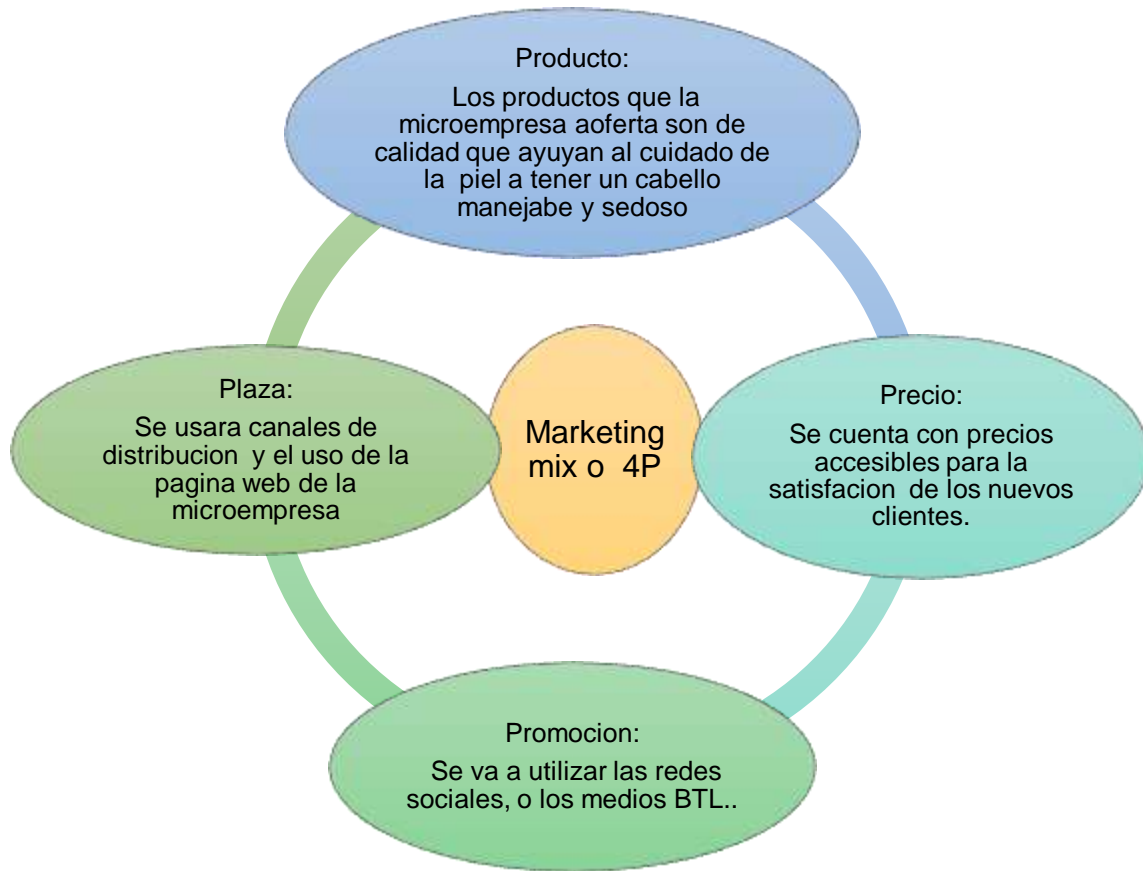 Producto:
Los productos que la
microempresa aoferta son de
calidad que ayuyan al cuidado de
la piel a tener un cabello
manejabe y sedoso
Plaza:
Se usara canales de
distribucion y el uso de la
pagina web de la
microempresa
Marketing
mix o 4P
Precio:
Se cuenta con precios
accesibles para la
satisfacion de los nuevos
clientes.
Promocion:
Se va a utilizar las redes
sociales, o los medios BTL..